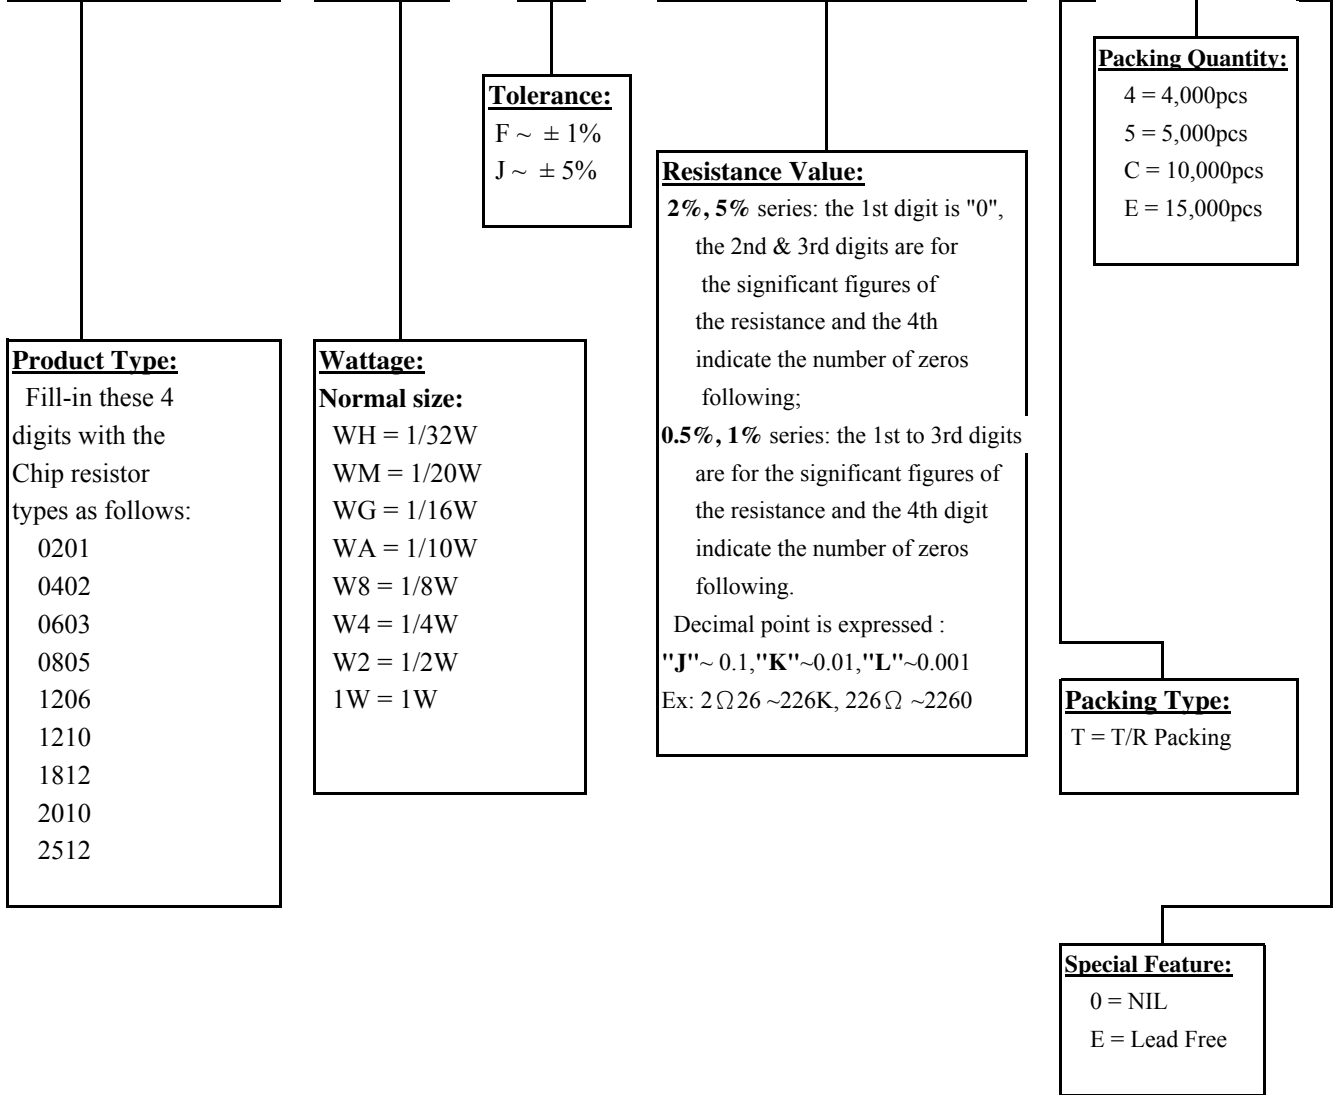 Packing Quantity:
4 = 4,000pcs
5 = 5,000pcs
C = 10,000pcs
E = 15,000pcs
Tolerance:
F ~ ± 1%
J ~ ± 5%
Resistance Value:
2%, 5% series: the 1st digit is "0",
the 2nd & 3rd digits are for
the significant figures of
the resistance and the 4th
indicate the number of zeros
following;
0.5%, 1% series: the 1st to 3rd digits
are for the significant figures of
the resistance and the 4th digit
indicate the number of zeros
following.
Decimal point is expressed :
"J"~ 0.1,"K"~0.01,"L"~0.001
Ex: 2Ω26 ~226K, 226Ω ~2260
Product Type:
Fill-in these 4
digits with the
Chip resistor
types as follows:
0201
0402
0603
0805
1206
1210
1812
2010
2512
Wattage:
Normal size:
WH = 1/32W
WM = 1/20W
WG = 1/16W
WA = 1/10W
W8 = 1/8W
W4 = 1/4W
W2 = 1/2W
1W = 1W
Packing Type:
T = T/R Packing
Special Feature:
0 = NIL
E = Lead Free